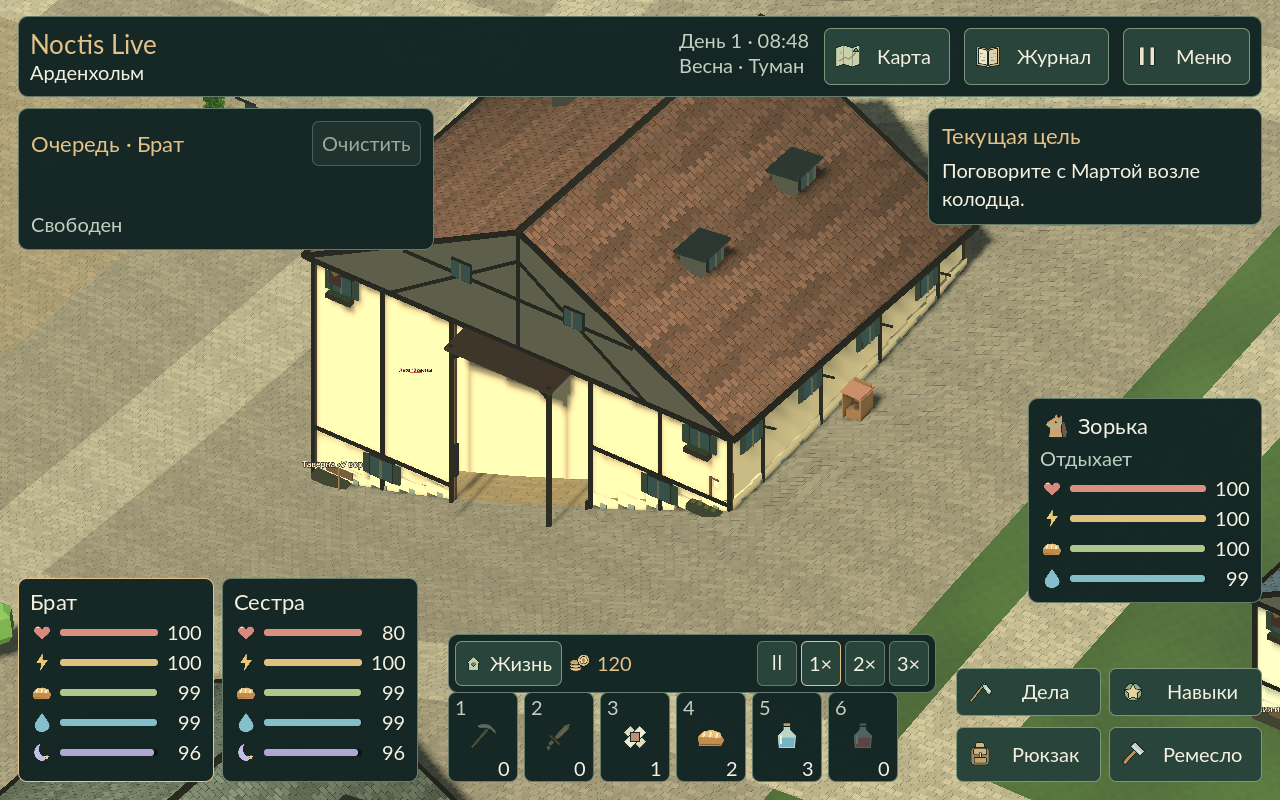 Noctis Live
Арденхольм
День 1 · 08:48
Весна · Туман
Карта
Журнал
Меню
Очередь · Брат
Очистить
Свободен
Текущая цель
Поговорите с Мартой возле
колодца.
Зорька
Отдыхает
100
100
100
99
Брат
100
100
99
99
96
Сестра
80
100
99
99
96
Жизнь
120
1×
2×
3×
1
0
2
0
3
1
4
2
5
3
6
0
Дела
Навыки
Рюкзак
Ремесло